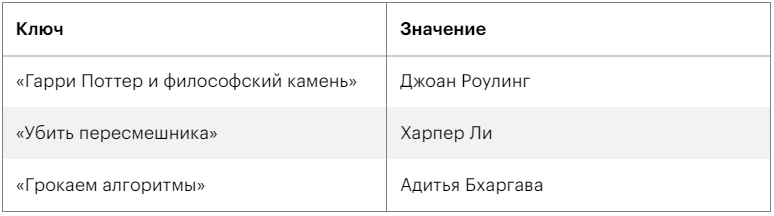 Ключ Значение
«Гарри Поттер и философский камень» Джоан Роулинг
«Убить пересмешника» Харпер Ли
«Грокаем алгоритмы» Адитья Бхаргава